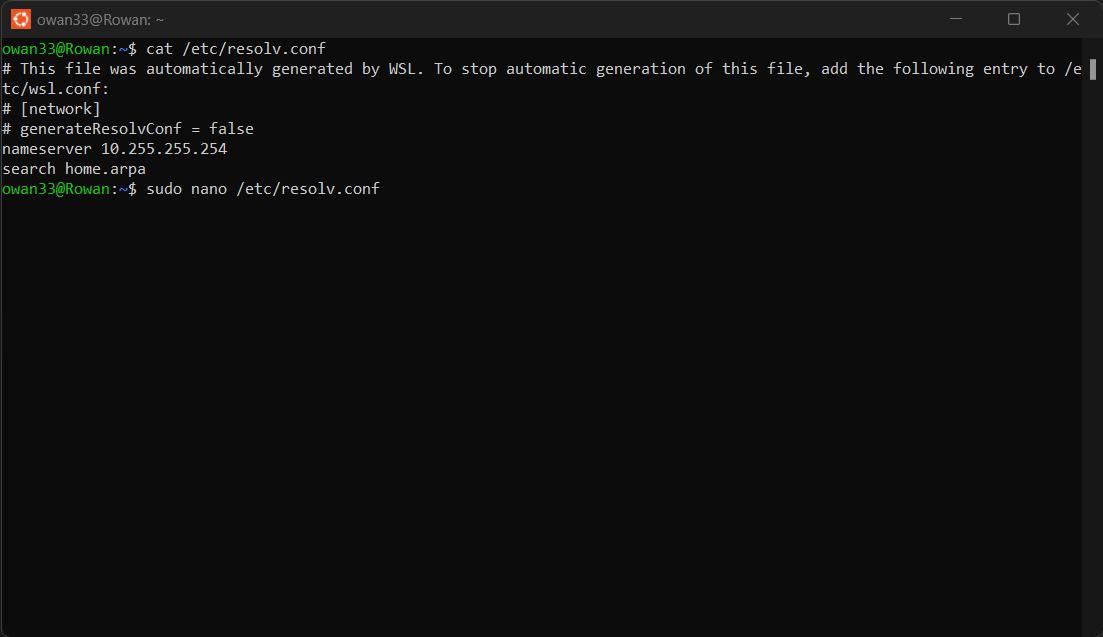 owan33@Rowan: ~
owan33@Rowan:~$ cat /etc/resolv.conf
# This file was automatically generated by WSL. To stop automatic generation of this file, add the following entry to /e
tc/wsl.conf:
# [network]
# generateResolvConf = false
nameserver 10.255.255.254
search home.arpa
owan33@Rowan:~$ sudo nano /etc/resolv.conf